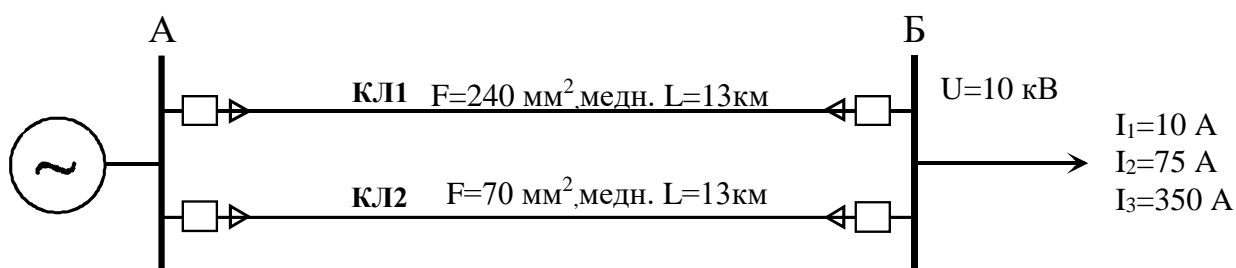 А
Б
КЛ1 F=240 мм²,медн. L=13км
U=10 кВ
I₁=10 А
I₂=75 А
I₃=350 А
КЛ2 F=70 мм²,медн. L=13км
~